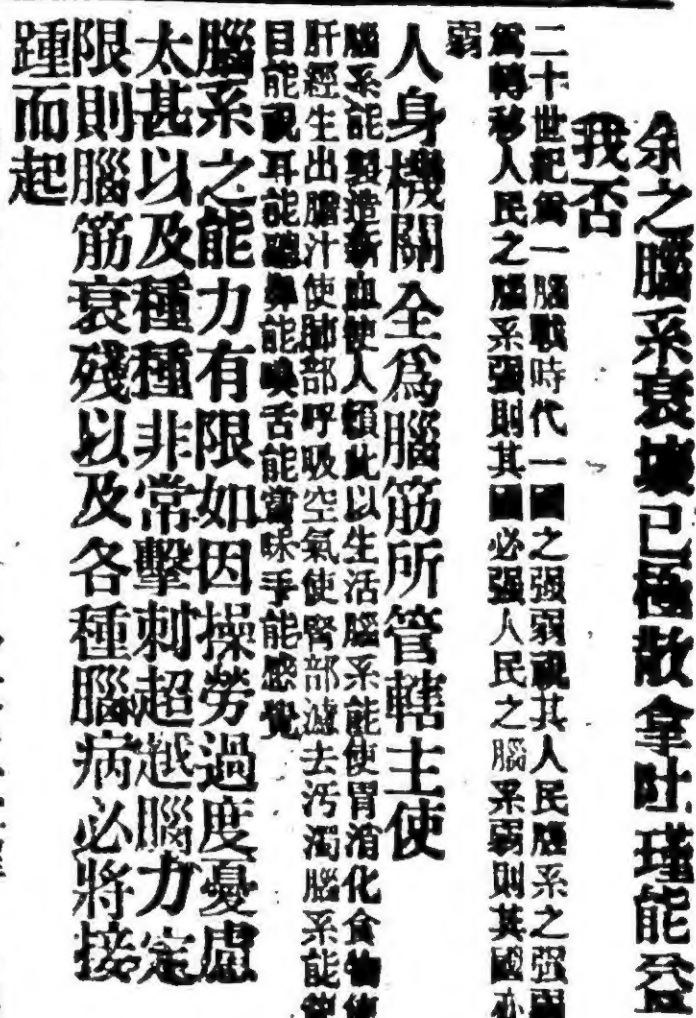 余之腦系衰壞已極散拿吐瑾能益
我否
二十世紀爲一腦戰時代一國之强弱視其人民腦系之强弱
爲轉移人民之腦系强則其國必强人民之腦系弱則其國亦
弱
人身機關全爲腦筋所管轄主使
腦系能製造新血使人賴此以生活腦系能使胃消化食物使
肝經生出膽汁使肺部呼吸空氣使腎部濾去汚濁腦系能使
目能視耳能聽鼻能嗅舌能嘗味手能感覺
腦系之能力有限如因操勞過度憂慮
太甚以及種種非常擊刺超越腦力定
限則腦筋衰殘以及各種腦病必將接
踵而起